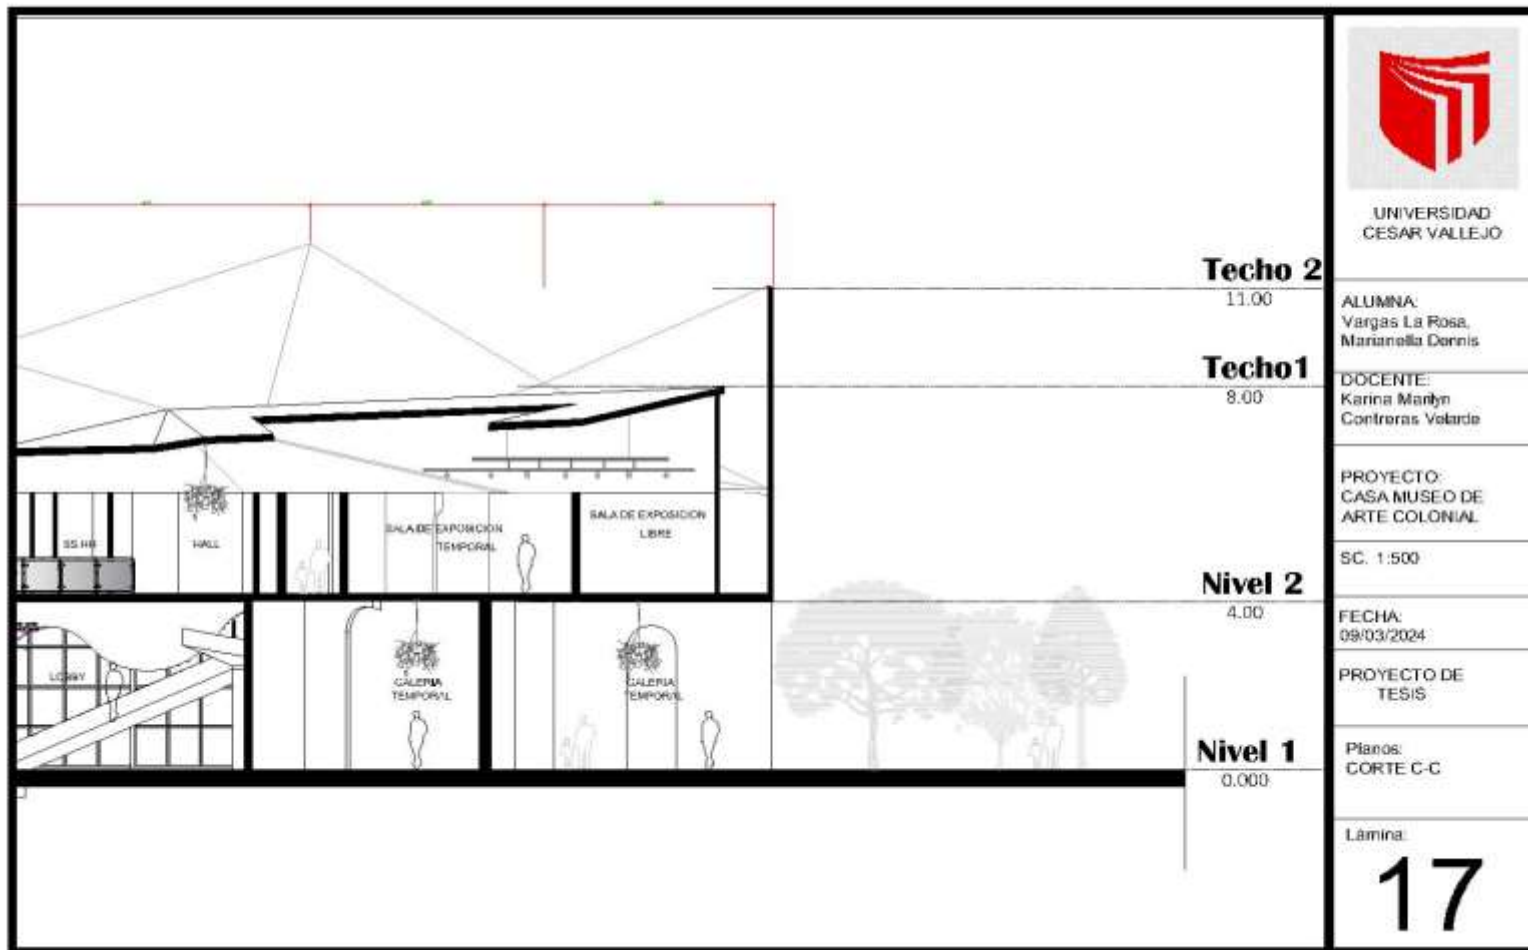 Techo 2
11.00
Techo1
8.00
SALA DE EXPOSICION
TEMPORAL
SALA DE EXPOSICION
LIBRE
SS.HH
HALL
Nivel 2
4.00
LOBBY
GALERIA
TEMPORAL
GALERIA
TEMPORAL
Nivel 1
0.000
UNIVERSIDAD
CESAR VALLEJO
ALUMNA:
Vargas La Rosa,
Marianella Dennis
DOCENTE:
Karina Marilyn
Contreras Velarde
PROYECTO:
CASA MUSEO DE
ARTE COLONIAL
SC. 1:500
FECHA:
09/03/2024
PROYECTO DE
TESIS
Planos:
CORTE C-C
Lámina:
17